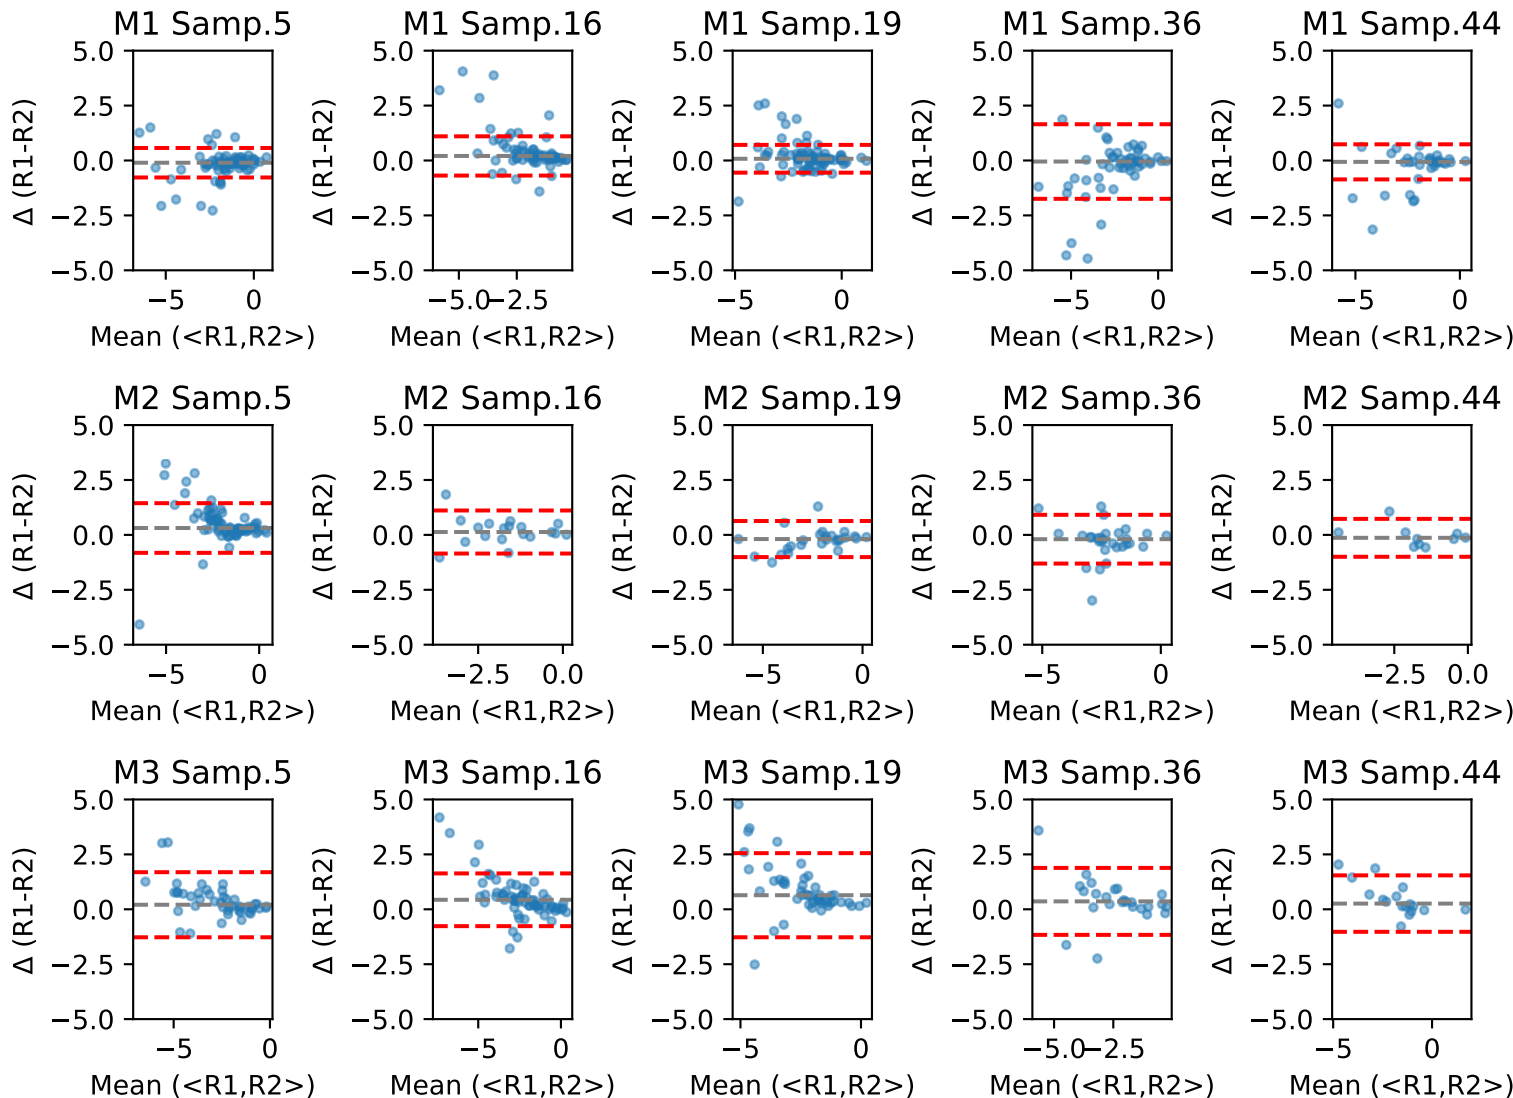 M1 Samp.5
M1 Samp.16
M1 Samp.19
M1 Samp.36
M1 Samp.44
Δ (R1-R2)
5.0
2.5
0.0
−2.5
−5.0
−5
0
Mean (<R1,R2>)
Δ (R1-R2)
5.0
2.5
0.0
−2.5
−5.0
−5.0
−2.5
Mean (<R1,R2>)
Δ (R1-R2)
5.0
2.5
0.0
−2.5
−5.0
−5
0
Mean (<R1,R2>)
Δ (R1-R2)
5.0
2.5
0.0
−2.5
−5.0
−5
0
Mean (<R1,R2>)
Δ (R1-R2)
5.0
2.5
0.0
−2.5
−5.0
−5
0
Mean (<R1,R2>)
M2 Samp.5
M2 Samp.16
M2 Samp.19
M2 Samp.36
M2 Samp.44
Δ (R1-R2)
5.0
2.5
0.0
−2.5
−5.0
−5
0
Mean (<R1,R2>)
Δ (R1-R2)
5.0
2.5
0.0
−2.5
−5.0
−2.5
0.0
Mean (<R1,R2>)
Δ (R1-R2)
5.0
2.5
0.0
−2.5
−5.0
−5
0
Mean (<R1,R2>)
Δ (R1-R2)
5.0
2.5
0.0
−2.5
−5.0
−5
0
Mean (<R1,R2>)
Δ (R1-R2)
5.0
2.5
0.0
−2.5
−5.0
−2.5
0.0
Mean (<R1,R2>)
M3 Samp.5
M3 Samp.16
M3 Samp.19
M3 Samp.36
M3 Samp.44
Δ (R1-R2)
5.0
2.5
0.0
−2.5
−5.0
−5
0
Mean (<R1,R2>)
Δ (R1-R2)
5.0
2.5
0.0
−2.5
−5.0
−5
0
Mean (<R1,R2>)
Δ (R1-R2)
5.0
2.5
0.0
−2.5
−5.0
−5
0
Mean (<R1,R2>)
Δ (R1-R2)
5.0
2.5
0.0
−2.5
−5.0
−5.0
−2.5
Mean (<R1,R2>)
Δ (R1-R2)
5.0
2.5
0.0
−2.5
−5.0
−5
0
Mean (<R1,R2>)